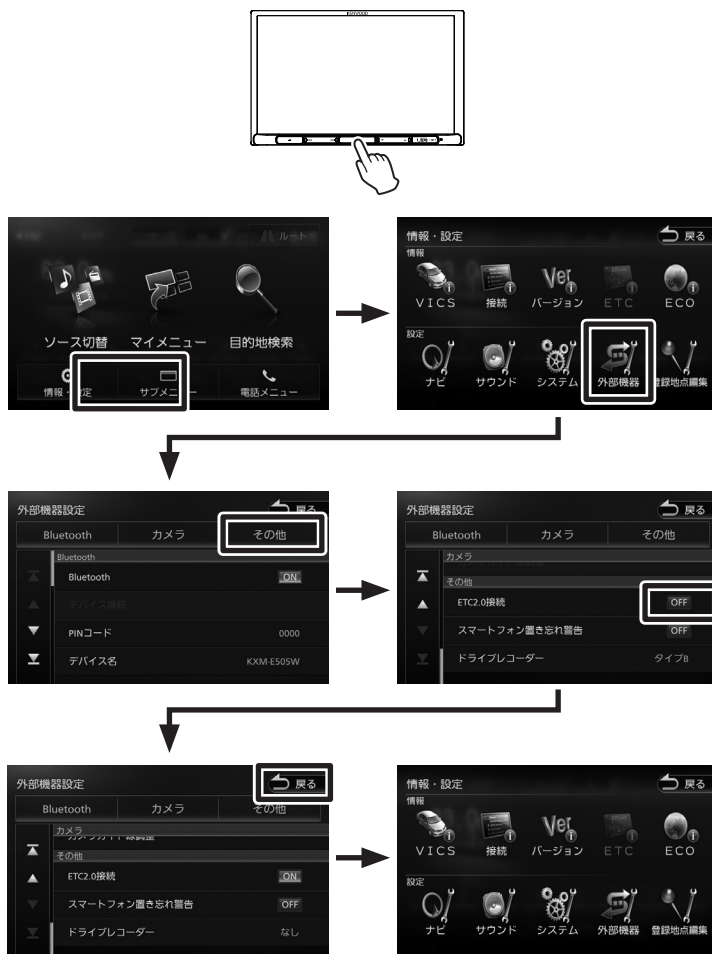 KENWOOD
ルート
ソース切替 マイメニュー 目的地検索
情報・設定 サブメニュー 電話メニュー
情報・設定 戻る
情報
VICS 接続 バージョン ETC ECO
Ver
設定
ナビ サウンド システム 外部機器 登録地点編集
外部機器設定 戻る
Bluetooth カメラ その他
Bluetooth
Bluetooth ON
デバイス接続
PINコード 0000
デバイス名 KXM-E505W
外部機器設定 戻る
Bluetooth カメラ その他
カメラ
その他
ETC2.0接続 OFF
スマートフォン置き忘れ警告 OFF
ドライブレコーダー タイプB
外部機器設定 戻る
Bluetooth カメラ その他
カメラ
その他
ETC2.0接続 ON
スマートフォン置き忘れ警告 OFF
ドライブレコーダー なし
情報・設定 戻る
情報
Ver
VICS 接続 バージョン ETC ECO
設定
ナビ サウンド システム 外部機器 登録地点編集